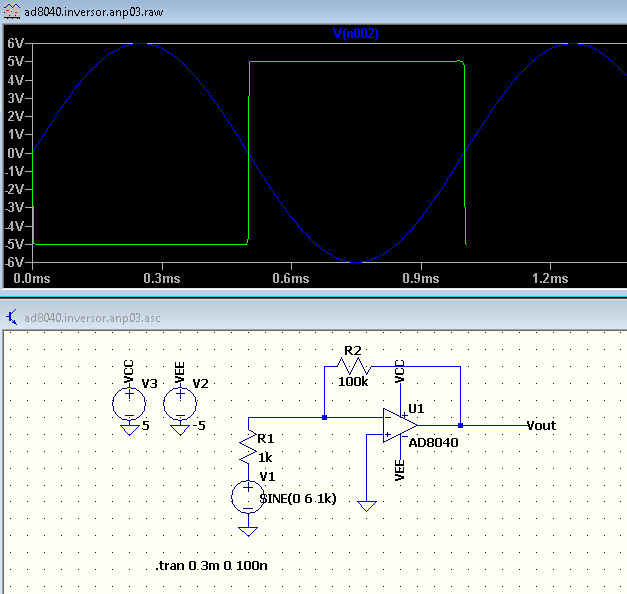 ad8040.inversor.anp03.raw
V(n002)
6V
5V
4V
3V
2V
1V
0V
-1V
-2V
-3V
-4V
-5V
-6V
0.0ms 0.3ms 0.6ms 0.9ms 1.2ms
ad8040.inversor.anp03.asc
R2
100k
VCC
VCC V3
5
VEE V2
-5
U1
AD8040
VEE
Vout
R1
1k
V1
SINE(0 6 1k)
.tran 0 3m 0 100n